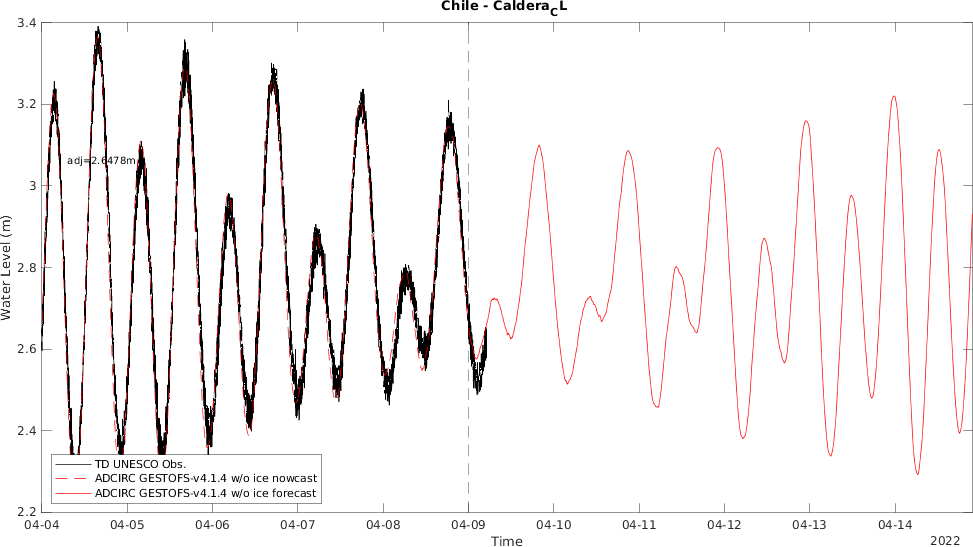 Chile - Caldera_CL
3.4
3.2
3
2.8
2.6
2.4
2.2
Water Level (m)
adj=2.6478m
TD UNESCO Obs.
ADCIRC GESTOFS-v4.1.4 w/o ice nowcast
ADCIRC GESTOFS-v4.1.4 w/o ice forecast
04-04 04-05 04-06 04-07 04-08 04-09 04-10 04-11 04-12 04-13 04-14
Time
2022